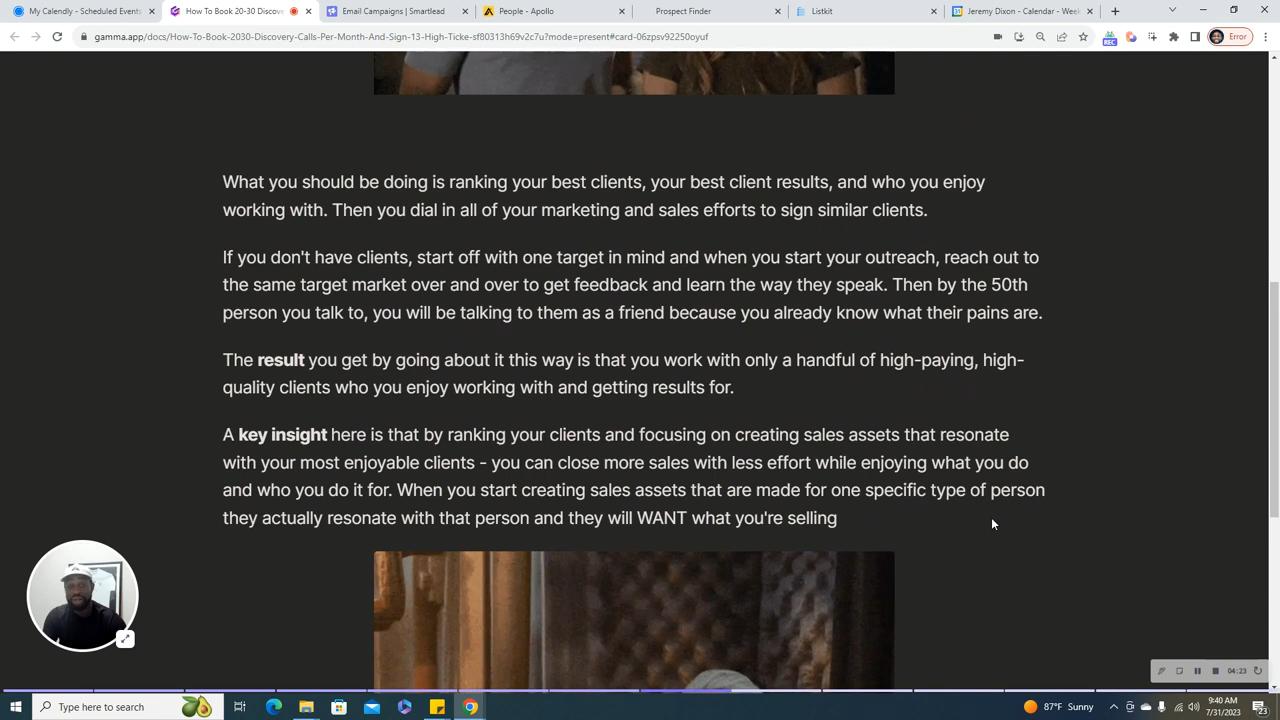 My Calendly - Scheduled Events
How To Book 20-30 Discove
Email Campaigns | Smartlead
People - Apollo
Prospect Finder
Listkit
Jeremy Dixon - Calendar - Week
gamma.app/docs/How-To-Book-2030-Discovery-Calls-Per-Month-And-Sign-13-High-Ticke-sf80313h69v2c7u?mode=present#card-06zpsv92250oyuf
REC
Error
What you should be doing is ranking your best clients, your best client results, and who you enjoy
working with. Then you dial in all of your marketing and sales efforts to sign similar clients.
If you don't have clients, start off with one target in mind and when you start your outreach, reach out to
the same target market over and over to get feedback and learn the way they speak. Then by the 50th
person you talk to, you will be talking to them as a friend because you already know what their pains are.
The result you get by going about it this way is that you work with only a handful of high-paying, high-
quality clients who you enjoy working with and getting results for.
A key insight here is that by ranking your clients and focusing on creating sales assets that resonate
with your most enjoyable clients - you can close more sales with less effort while enjoying what you do
and who you do it for. When you start creating sales assets that are made for one specific type of person
they actually resonate with that person and they will WANT what you're selling
04:23
Type here to search
87°F Sunny
9:40 AM
7/31/2023
23